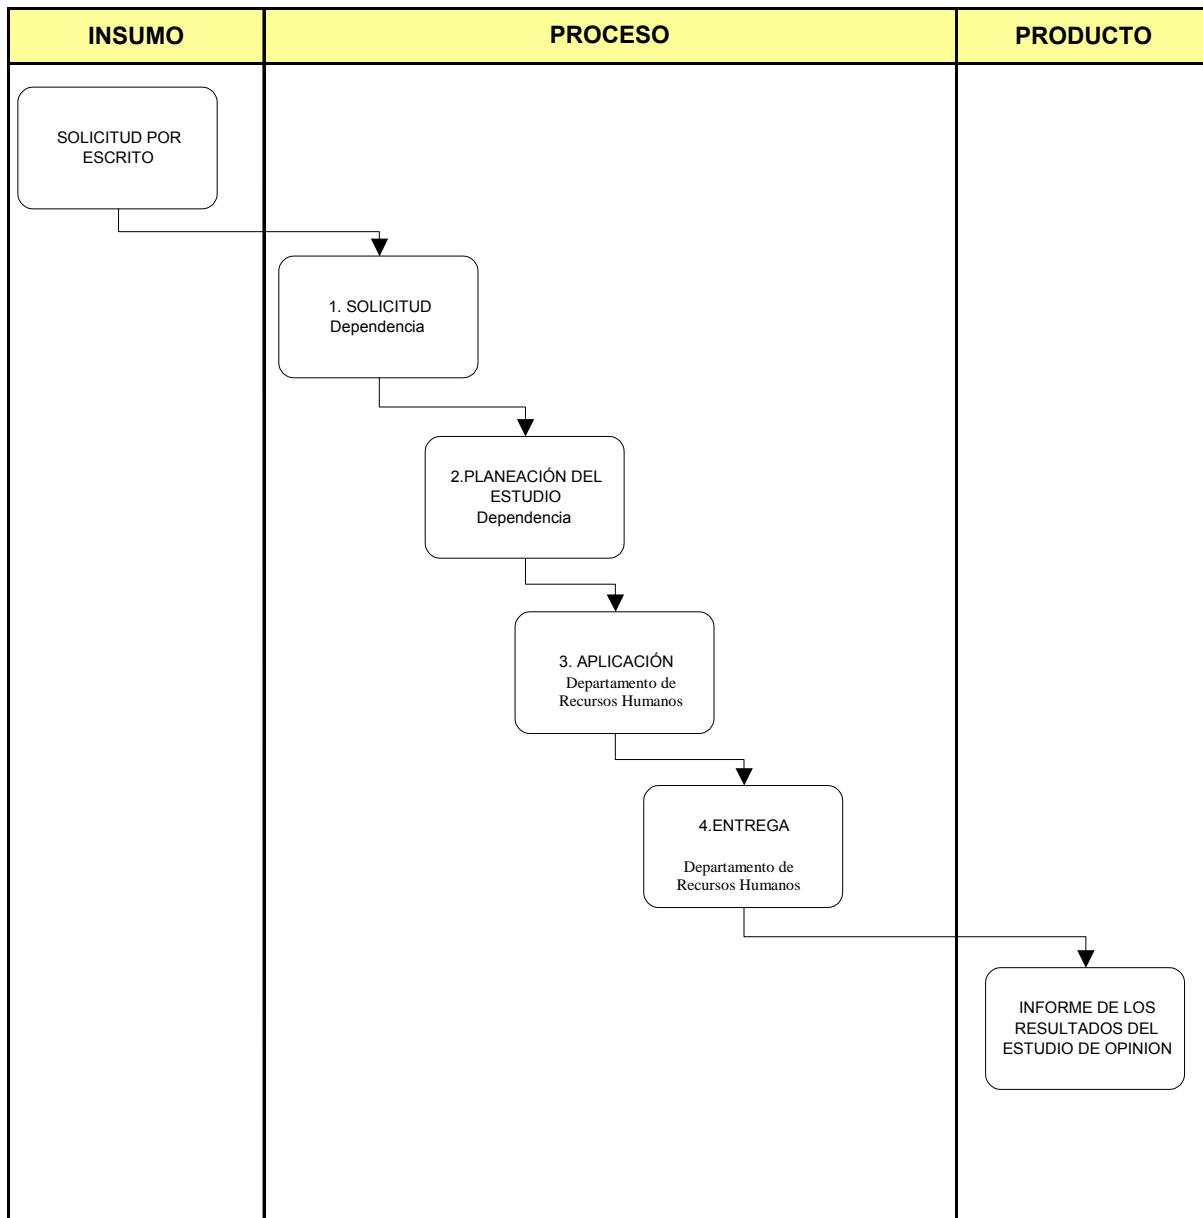 INSUMO
PROCESO
PRODUCTO
SOLICITUD POR
ESCRITO
1. SOLICITUD
Dependencia
2.PLANEACIÓN DEL
ESTUDIO
Dependencia
3. APLICACIÓN
Departamento de
Recursos Humanos
4.ENTREGA
Departamento de
Recursos Humanos
INFORME DE LOS
RESULTADOS DEL
ESTUDIO DE OPINION